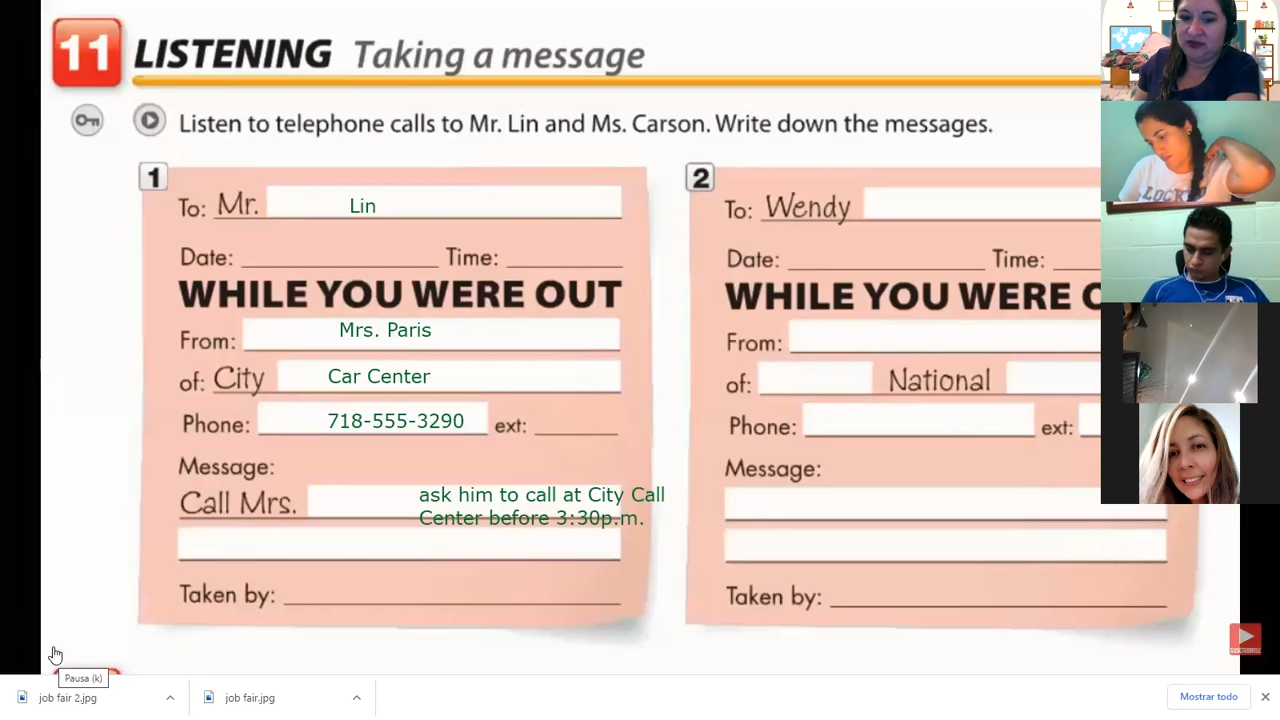 11 LISTENING Taking a message
Listen to telephone calls to Mr. Lin and Ms. Carson. Write down the messages.
1
To: Mr. Lin
Date: Time:
WHILE YOU WERE OUT
From: Mrs. Paris
of: City Car Center
Phone: 718-555-3290 ext:
Message:
Call Mrs. ask him to call at City Call
Center before 3:30p.m.
Taken by:
2
To: Wendy
Date: Time:
WHILE YOU WERE O
From:
of: National
Phone: ext:
Message:
Taken by:
Pausa (k)
job fair 2.jpg
job fair.jpg
Mostrar todo